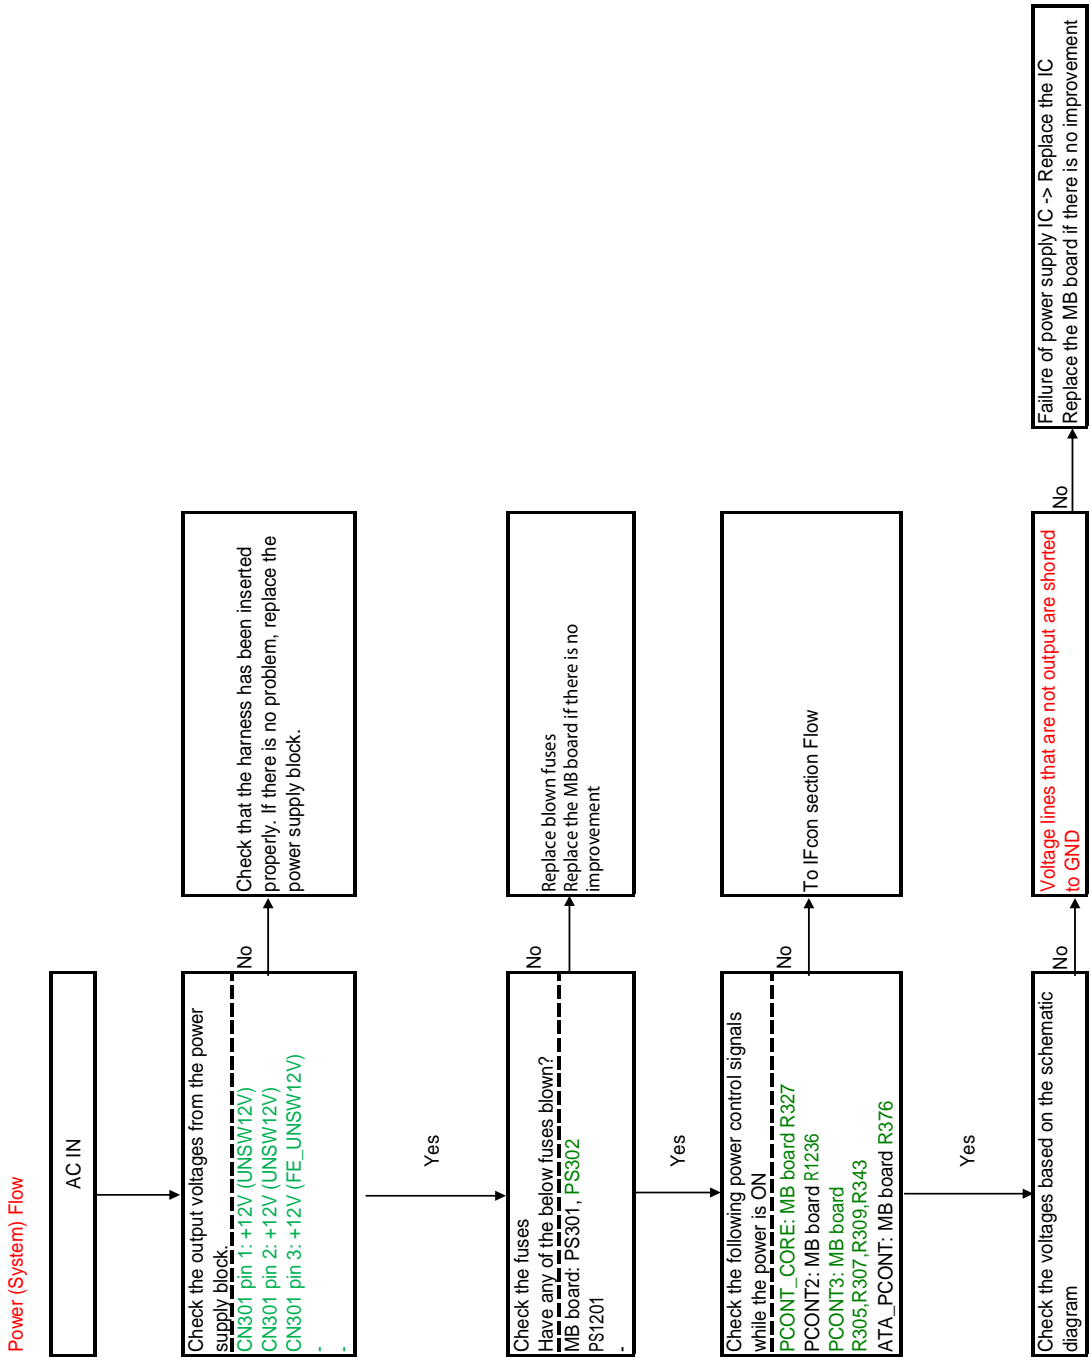 Power (System) Flow
AC IN
Check the output voltages from the power
supply block.
CN301 pin 1: +12V (UNSW12V)
CN301 pin 2: +12V (UNSW12V)
CN301 pin 3: +12V (FE_UNSW12V)
-
-
No
Check that the harness has been inserted
properly. If there is no problem, replace the
power supply block.
Yes
Check the fuses
Have any of the below fuses blown?
MB board: PS301, PS302
PS1201
-
No
Replace blown fuses
Replace the MB board if there is no
improvement
Yes
Check the following power control signals
while the power is ON
PCONT_CORE: MB board R327
PCONT2: MB board R1236
PCONT3: MB board
R305,R307,R309,R343
ATA_PCONT: MB board R376
No
To IFcon section Flow
Yes
Check the voltages based on the schematic
diagram
No
Voltage lines that are not output are shorted
to GND
No
Failure of power supply IC -> Replace the IC
Replace the MB board if there is no improvement